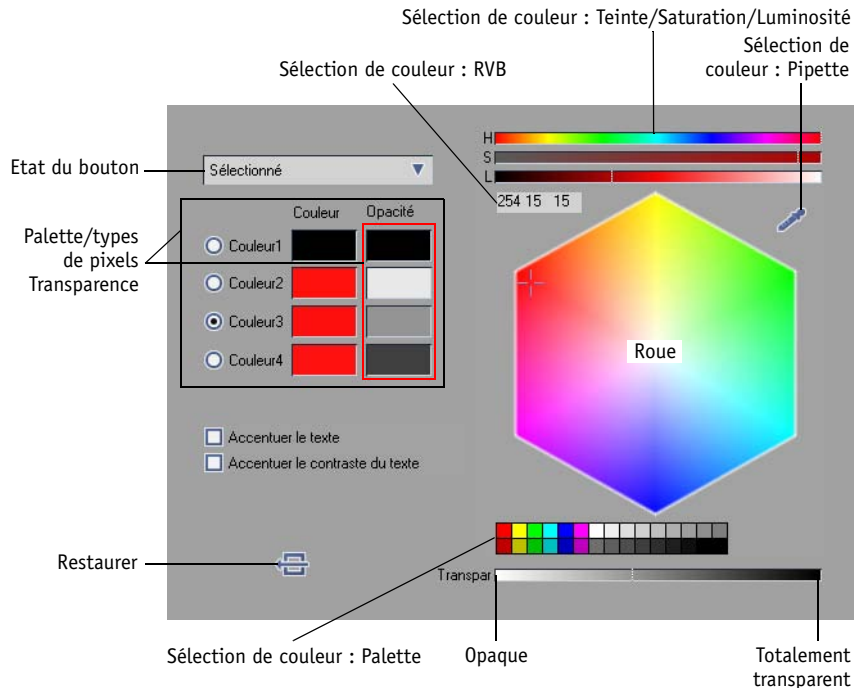 Sélection de couleur : Teinte/Saturation/Luminosité
Sélection de
couleur : Pipette
Sélection de couleur : RVB
H
S
L
Etat du bouton
Sélectionné
254 15 15
Couleur
Opacité
Palette/types
de pixels
Transparence
Couleur1
Couleur2
Couleur3
Couleur4
Roue
Accentuer le texte
Accentuer le contraste du texte
Restaurer
Transpar
Sélection de couleur : Palette
Opaque
Totalement
transparent